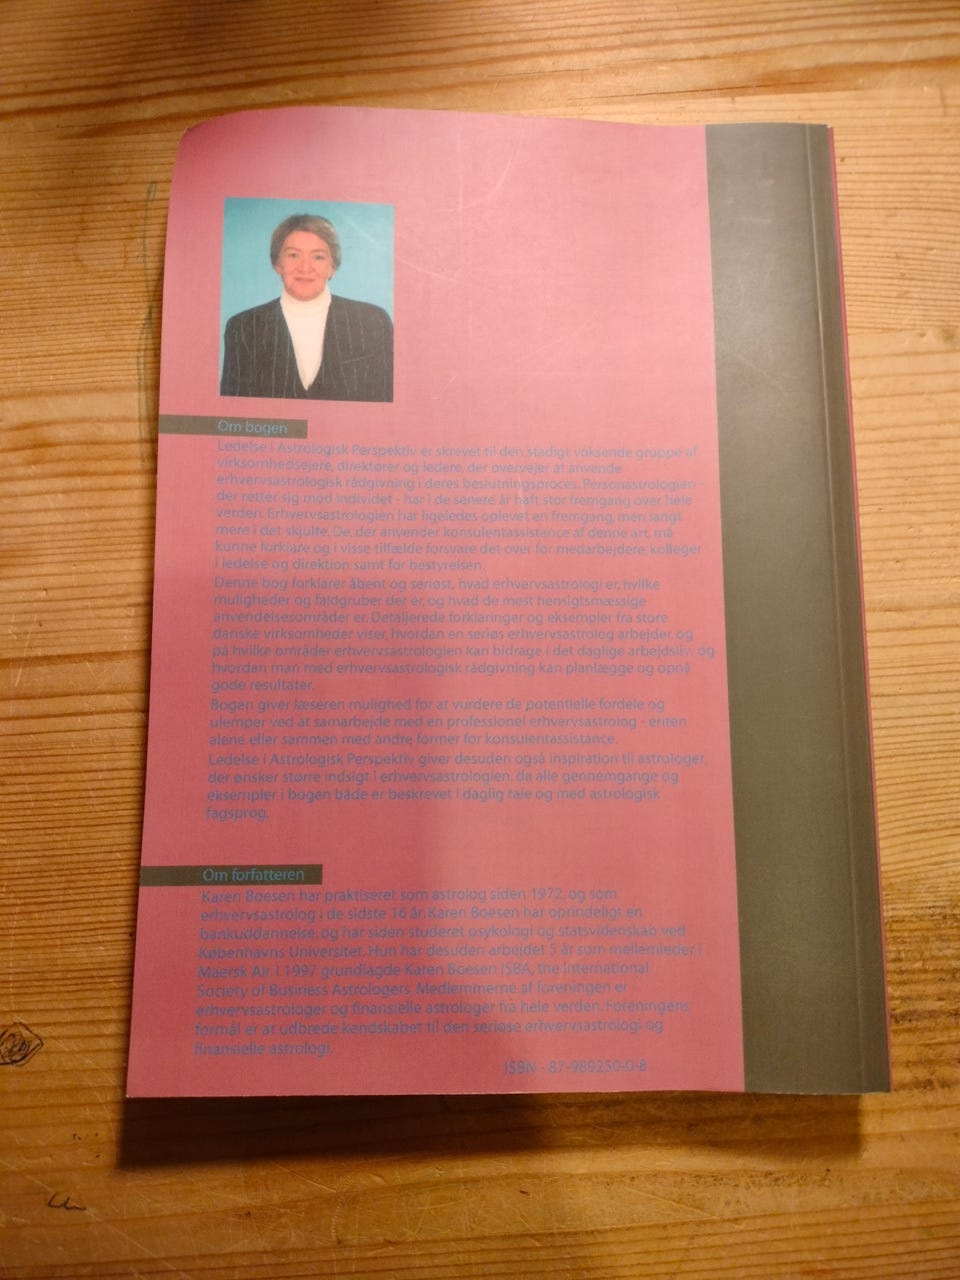 Om bogen
Ledelse i Astrologisk Perspektiv er skrevet til den stadigt voksende gruppe af
virksomhedsejere, direktører og ledere, der overvejer at anvende
erhvervsastrologisk rådgivning i deres beslutningsproces. Personastrologien -
der retter sig mod individet - har i de senere år haft stor fremgang over hele
verden. Erhvervsastrologien har ligeledes oplevet en fremgang, men langt
mere i det skjulte. De, der anvender konsulentassistance af denne art, må
kunne forklare og i visse tilfælde forsvare det over for medarbejdere, kolleger
i ledelse og direktion samt for bestyrelsen.
Denne bog forklarer åbent og seriøst, hvad erhvervsastrologi er, hvilke
muligheder og faldgruber der er, og hvad de mest hensigtsmæssige
anvendelsesområder er. Detaljerede forklaringer og eksempler fra store
danske virksomheder viser, hvordan en seriøs erhvervsastrolog arbejder og
på hvilke områder erhvervsastrologien kan bidrage i det daglige arbejdsliv, og
hvordan man med erhvervsastrologisk rådgivning kan planlægge og opnå
gode resultater.
Bogen giver læseren mulighed for at vurdere de potentielle fordele og
ulemper ved at samarbejde med en professionel erhvervsastrolog - enten
alene eller sammen med andre former for konsulentassistance.
Ledelse i Astrologisk Perspektiv giver desuden også inspiration til astrologer,
der ønsker større indsigt i erhvervsastrologien, da alle gennemgange og
eksempler i bogen både er beskrevet i daglig tale og med astrologisk
fagsprog.
Om forfatteren
Karen Boesen har praktiseret som astrolog siden 1972, og som
erhvervsastrolog i de sidste 16 år. Karen Boesen har oprindeligt en
bankuddannelse, og har siden studeret psykologi og statsvidenskab ved
Københavns Universitet. Hun har desuden arbejdet 5 år som mellemleder i
Maersk Air. I 1997 grundlagde Karen Boesen ISBA, the International
Society of Business Astrologers. Medlemmerne af foreningen er
erhvervsastrologer og finansielle astrologer fra hele verden. Foreningens
formål er at udbrede kendskabet til den seriøse erhvervsastrologi og
finansielle astrologi.
ISBN - 87-989250-0-8